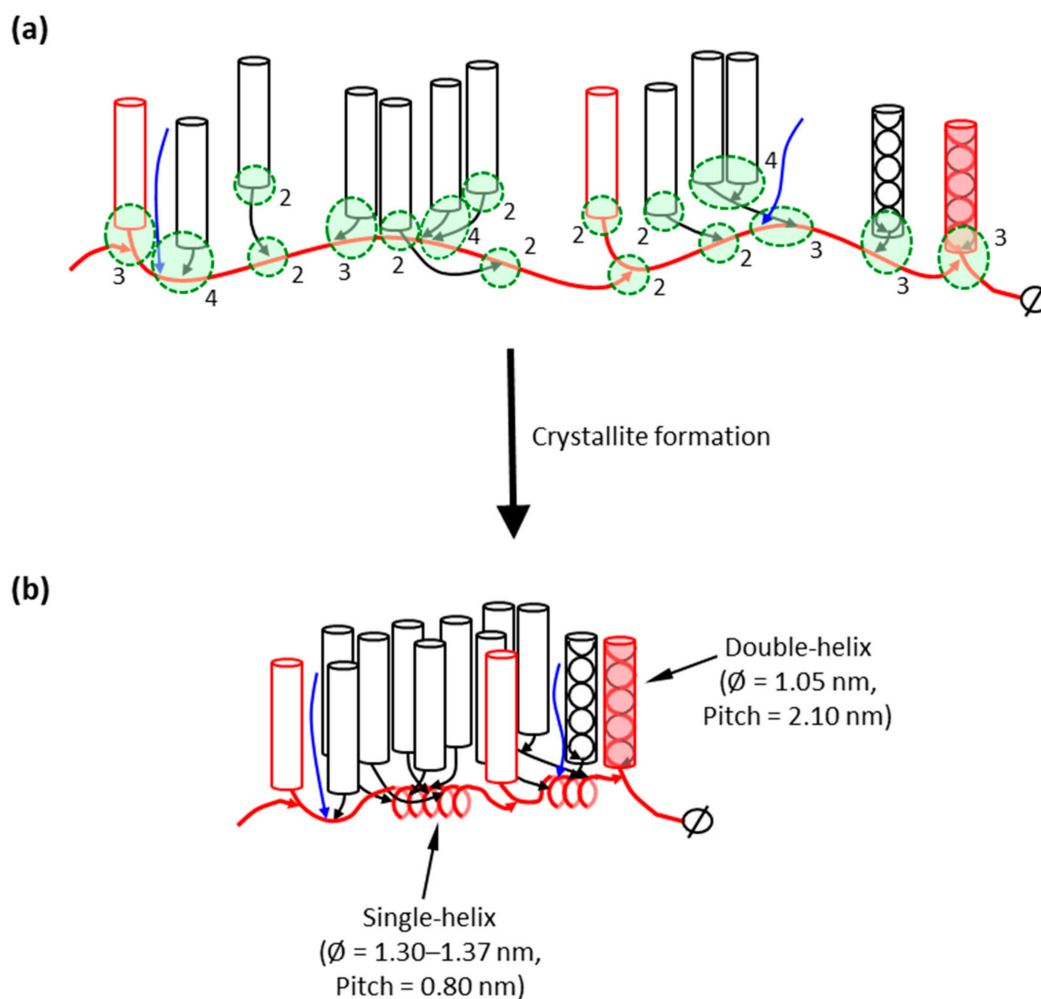 (a)
3
4
2
2
3
2
4
2
2
2
2
2
2
4
3
3
3
Ø
Crystallite formation
(b)
Double-helix
(Ø = 1.05 nm,
Pitch = 2.10 nm)
Ø
Single-helix
(Ø = 1.30–1.37 nm,
Pitch = 0.80 nm)